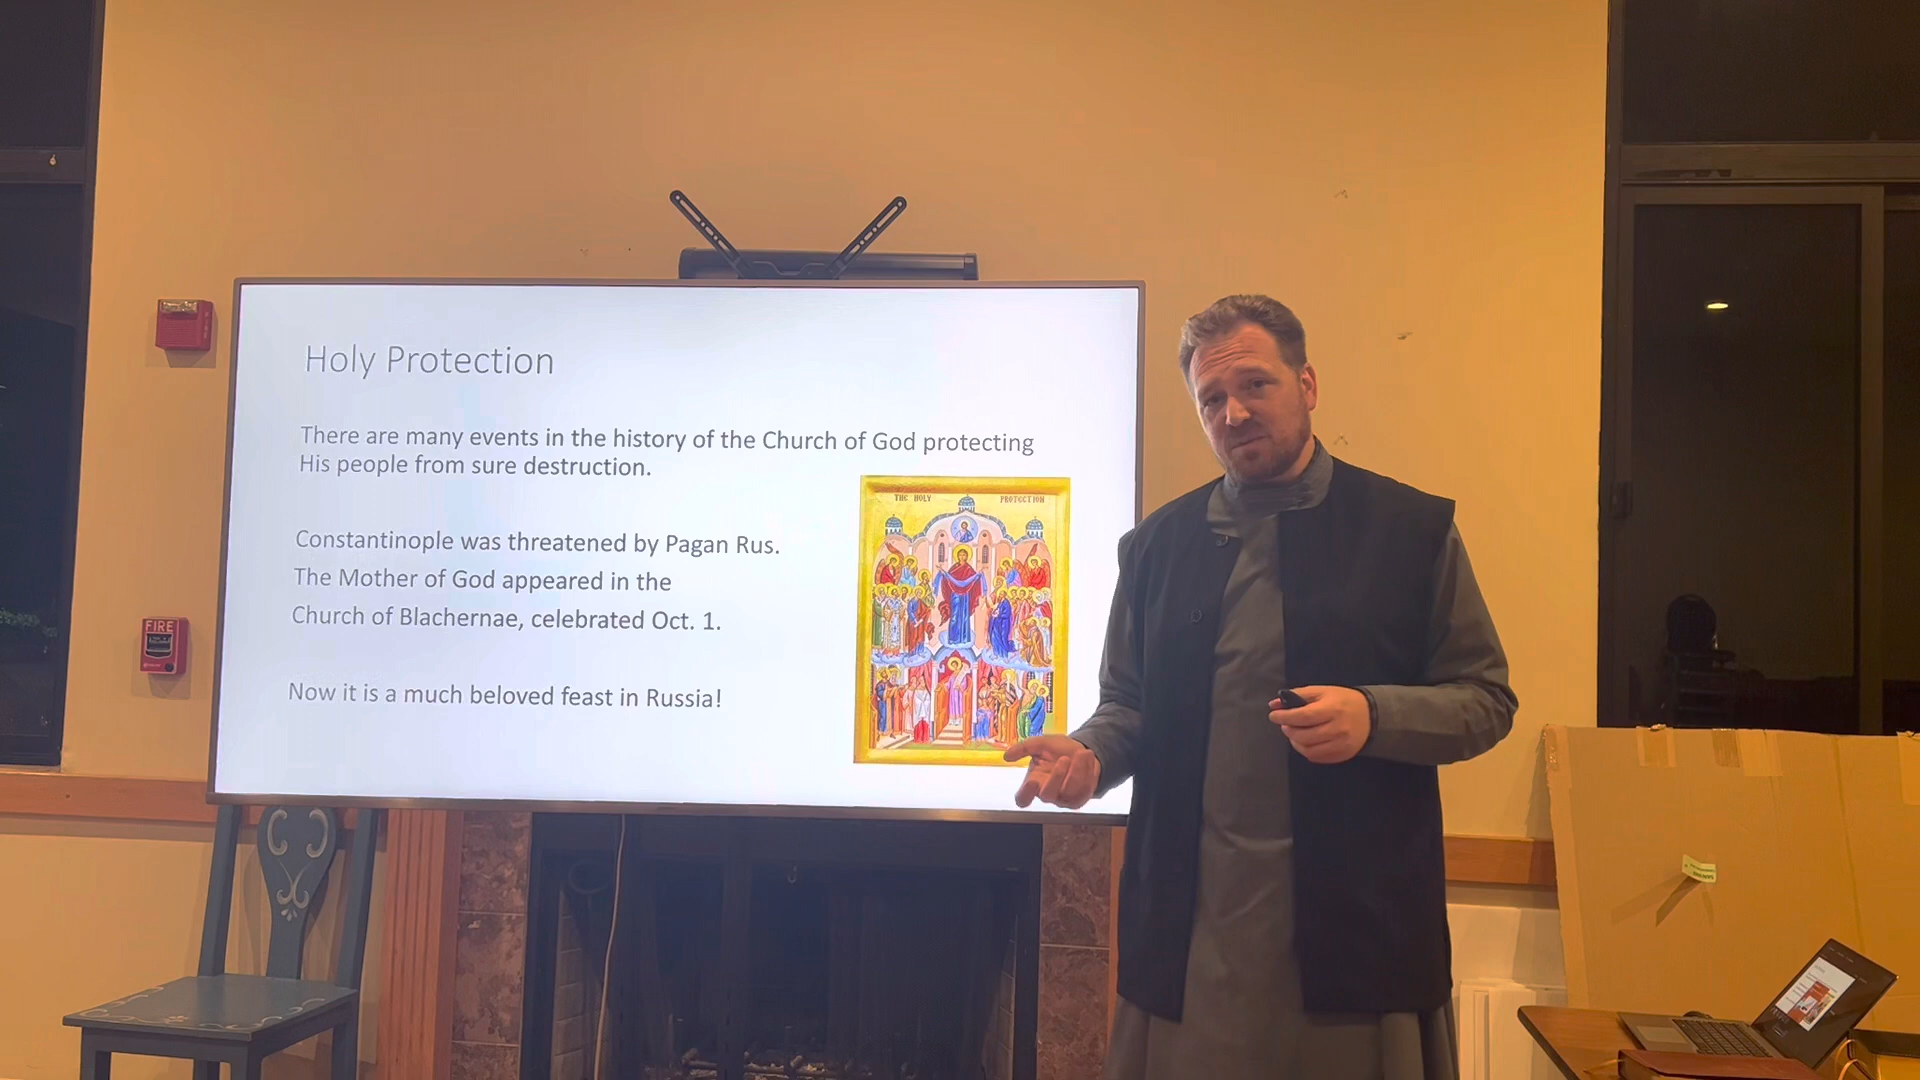 Holy Protection
There are many events in the history of the Church of God protecting
His people from sure destruction.
THE HOLY PROTECTION
Constantinople was threatened by Pagan Rus.
The Mother of God appeared in the
Church of Blachernae, celebrated Oct. 1.
Now it is a much beloved feast in Russia!
FIRE